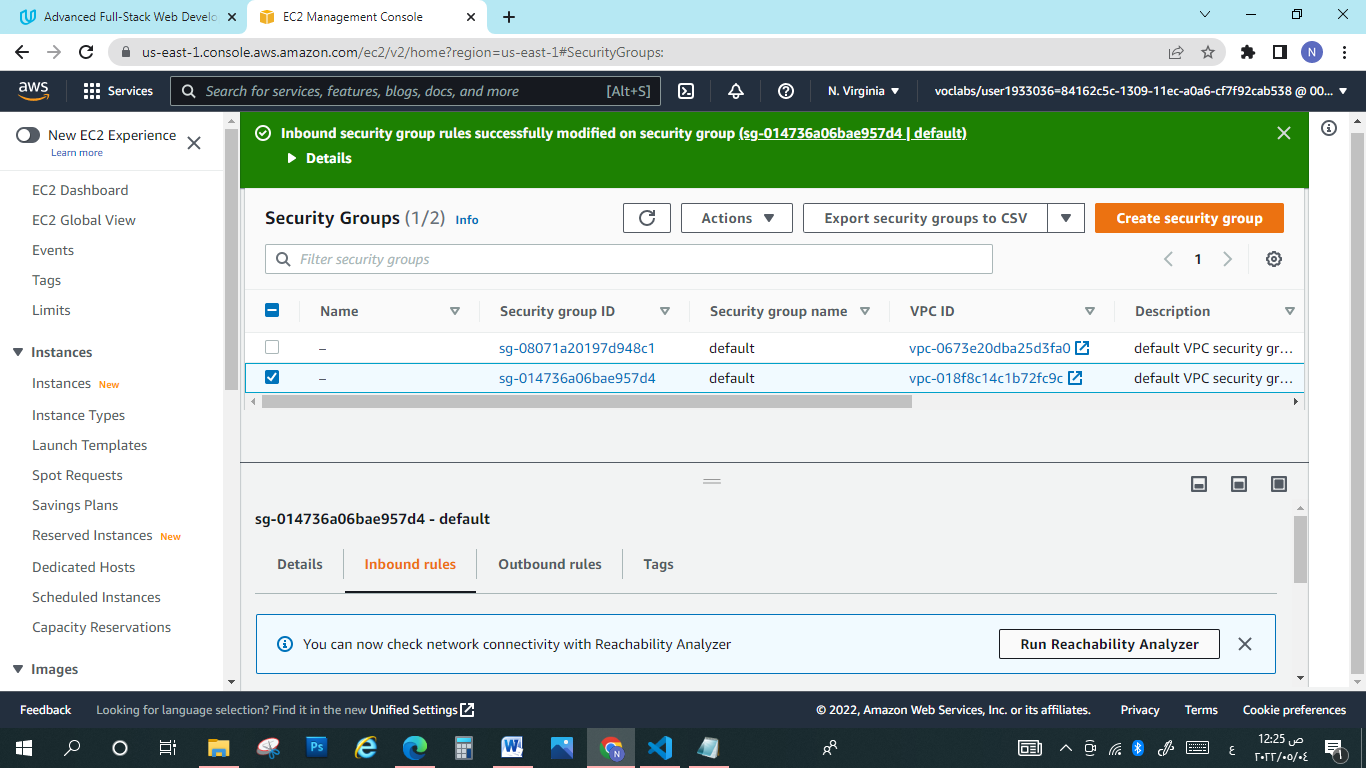 Advanced Full-Stack Web Develo
EC2 Management Console
us-east-1.console.aws.amazon.com/ec2/v2/home?region=us-east-1#SecurityGroups:
N
aws
Services
Search for services, features, blogs, docs, and more
[Alt+S]
N. Virginia
voclabs/user1933036=84162c5c-1309-11ec-a0a6-cf7f92cab538 @ 00...
New EC2 Experience
Learn more
EC2 Dashboard
EC2 Global View
Events
Tags
Limits
Instances
Instances New
Instance Types
Launch Templates
Spot Requests
Savings Plans
Reserved Instances New
Dedicated Hosts
Scheduled Instances
Capacity Reservations
Images
Inbound security group rules successfully modified on security group (sg-014736a06bae957d4 | default)
Details
Security Groups (1/2) Info
Actions
Export security groups to CSV
Create security group
Filter security groups
1
Name Security group ID Security group name VPC ID Description
– sg-08071a20197d948c1 default vpc-0673e20dba25d3fa0 default VPC security gr...
– sg-014736a06bae957d4 default vpc-018f8c14c1b72fc9c default VPC security gr...
sg-014736a06bae957d4 - default
Details Inbound rules Outbound rules Tags
You can now check network connectivity with Reachability Analyzer
Run Reachability Analyzer
Feedback
Looking for language selection? Find it in the new Unified Settings
© 2022, Amazon Web Services, Inc. or its affiliates.
Privacy
Terms
Cookie preferences
Ps
W
N
ع
12:25 ص
٢٠٢٢/٠٥/٠٤
1